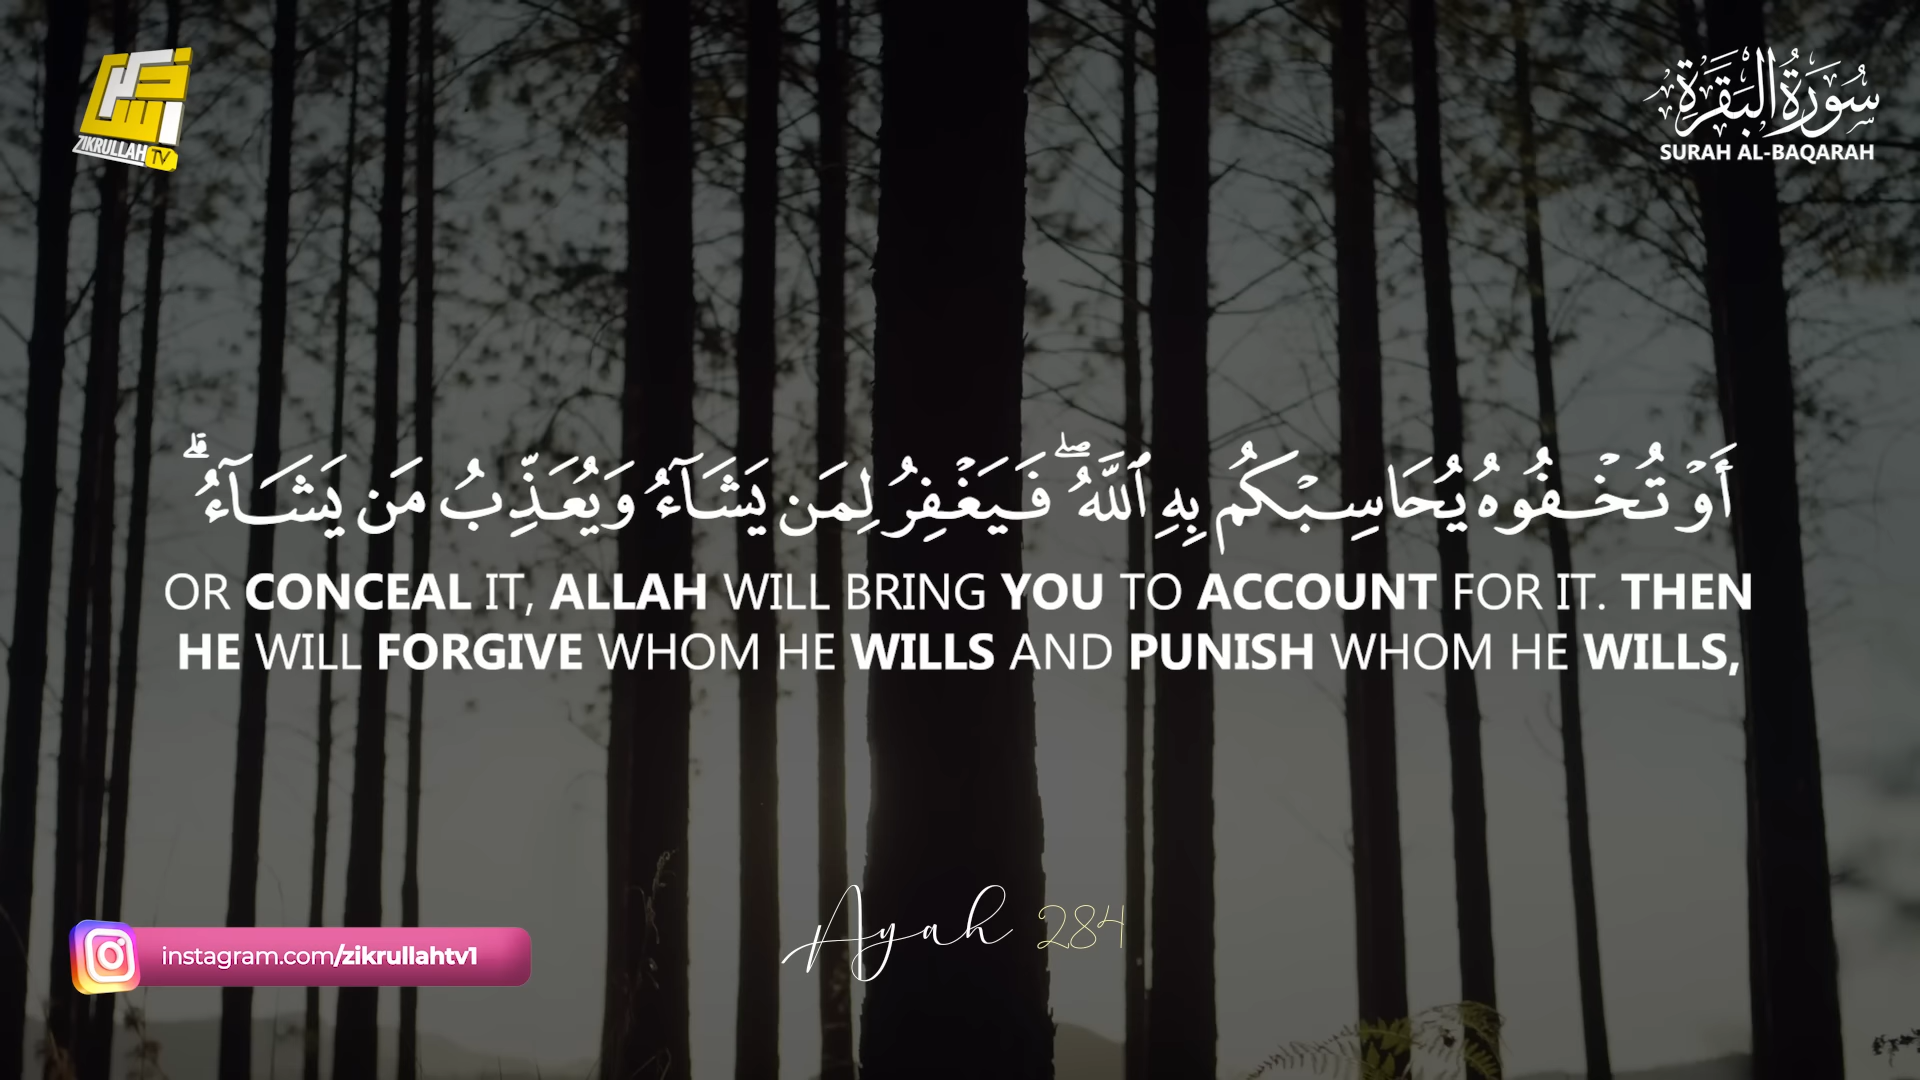 ذكر الله
ZIKRULLAH TV
سُورَةُ البَقَرَةِ
SURAH AL-BAQARAH
أَوْ تُخْفُوهُ يُحَاسِبْكُم بِهِ ٱللَّهُ ۖ فَيَغْفِرُ لِمَن يَشَآءُ وَيُعَذِّبُ مَن يَشَآءُ ۗ
OR CONCEAL IT, ALLAH WILL BRING YOU TO ACCOUNT FOR IT. THEN
HE WILL FORGIVE WHOM HE WILLS AND PUNISH WHOM HE WILLS,
Ayah 284
instagram.com/zikrullahtv1